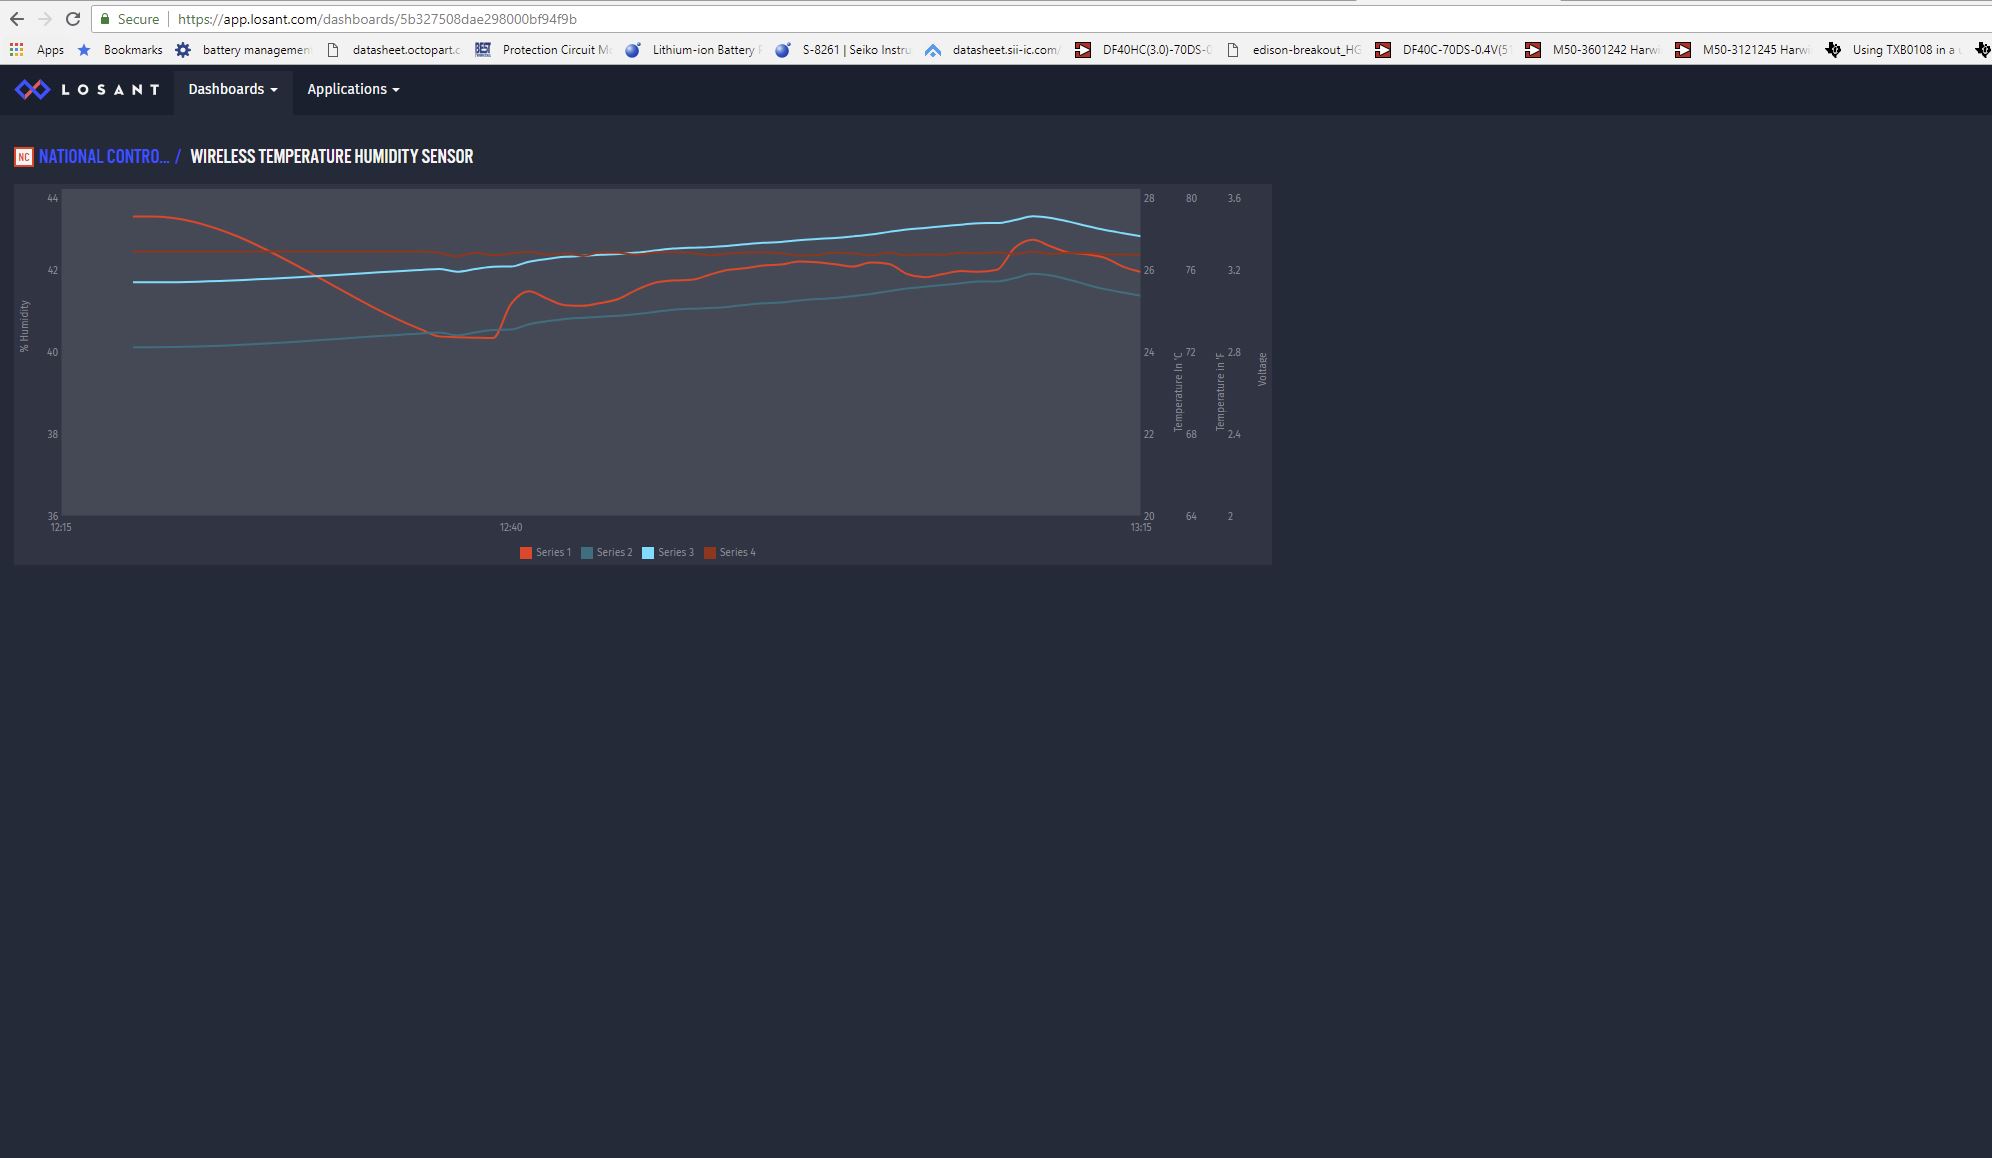 Secure https://app.losant.com/dashboards/5b327508dae298000bf94f9b
Apps Bookmarks battery managemen datasheet.octopart.c Protection Circuit Mo Lithium-ion Battery P S-8261 | Seiko Instru datasheet.sii-ic.com/ DF40HC(3.0)-70DS-0 edison-breakout_HG DF40C-70DS-0.4V(51 M50-3601242 Harwi M50-3121245 Harwi Using TXB0108 in a
LOSANT Dashboards Applications
NC NATIONAL CONTRO... / WIRELESS TEMPERATURE HUMIDITY SENSOR
44 28 80 3.6
42 26 76 3.2
% Humidity
40 24 72 2.8
Temperature In °C
Temperature in °F
Voltage
38 22 68 2.4
36 20 64 2
12:15 12:40 13:15
Series 1 Series 2 Series 3 Series 4